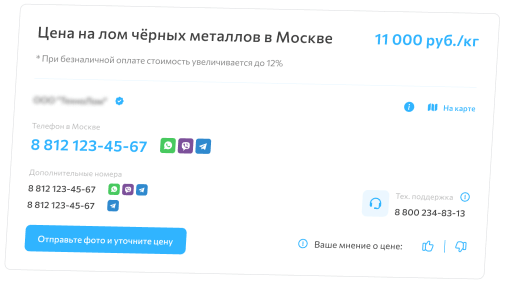 Цена на лом чёрных металлов в Москве
11 000 руб./кг
* При безналичной оплате стоимость увеличивается до 12%
На карте
Телефон в Москве
8 812 123-45-67
Дополнительные номера
8 812 123-45-67
8 812 123-45-67
Тех. поддержка
8 800 234-83-13
Отправьте фото и уточните цену
Ваше мнение о цене: